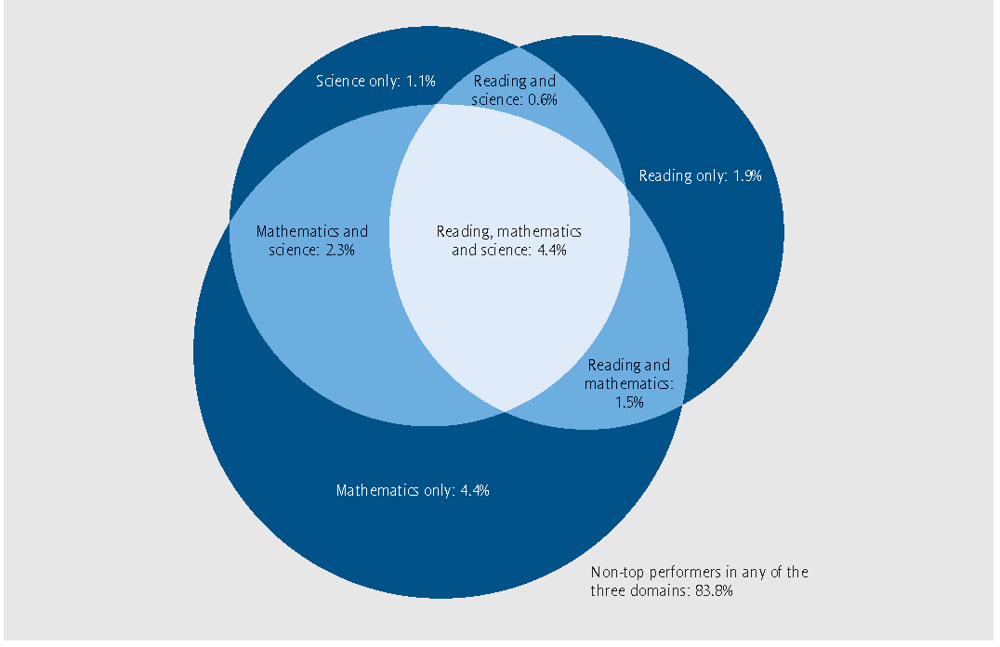 Science only: 1.1%
Reading and
science: 0.6%
Reading only: 1.9%
Mathematics and
science: 2.3%
Reading, mathematics
and science: 4.4%
Reading and
mathematics:
1.5%
Mathematics only: 4.4%
Non-top performers in any of the
three domains: 83.8%